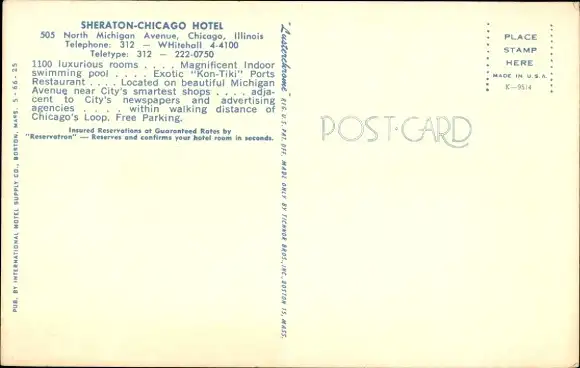 SHERATON-CHICAGO HOTEL
505 North Michigan Avenue, Chicago, Illinois
Telephone: 312 — WHitehall 4-4100
Teletype: 312 — 222-0750
1100 luxurious rooms . . . . Magnificent Indoor
swimming pool . . . . Exotic "Kon-Tiki" Ports
Restaurant . . . . Located on beautiful Michigan
Avenue near City's smartest shops . . . . adja-
cent to City's newspapers and advertising
agencies . . . . within walking distance of
Chicago's Loop. Free Parking.
Insured Reservations at Guaranteed Rates by
"Reservatron" — Reserves and confirms your hotel room in seconds.
PUB. BY INTERNATIONAL MOTEL SUPPLY CO., BOSTON, MASS. 5-66-25
"Lusterchrome" REG. U.S. PAT. OFF. MADE ONLY BY TICHNOR BROS., INC., BOSTON 15, MASS.
POST-CARD
PLACE
STAMP
HERE
MADE IN U.S.A.
K-9514